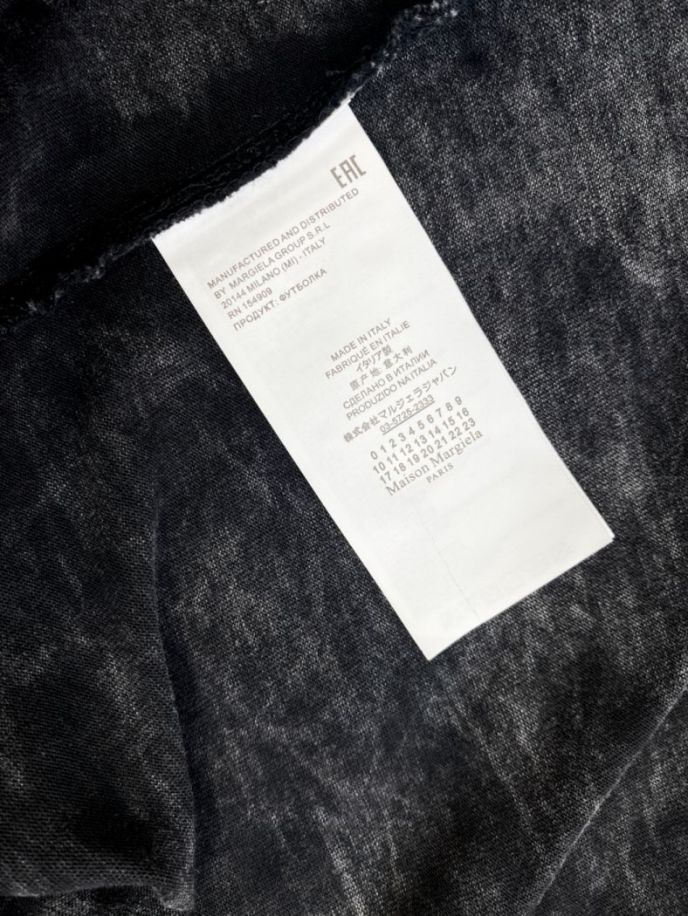 EAC
MANUFACTURED AND DISTRIBUTED
BY MARGIELA GROUP S.R.L
20144 MILANO (MI) - ITALY
RN 154909
ПРОДУКТ: ФУТБОЛКА
MADE IN ITALY
FABRIQUÉ EN ITALIE
イタリア製
原产地: 意大利
СДЕЛАНО В ИТАЛИИ
PRODUZIDO NA ITALIA
株式会社マルジェラジャパン
03-5725-2333
0 1 2 3 4 5 6 7 8 9
10 11 12 13 14 15 16
17 18 19 20 21 22 23
Maison Margiela
PARIS